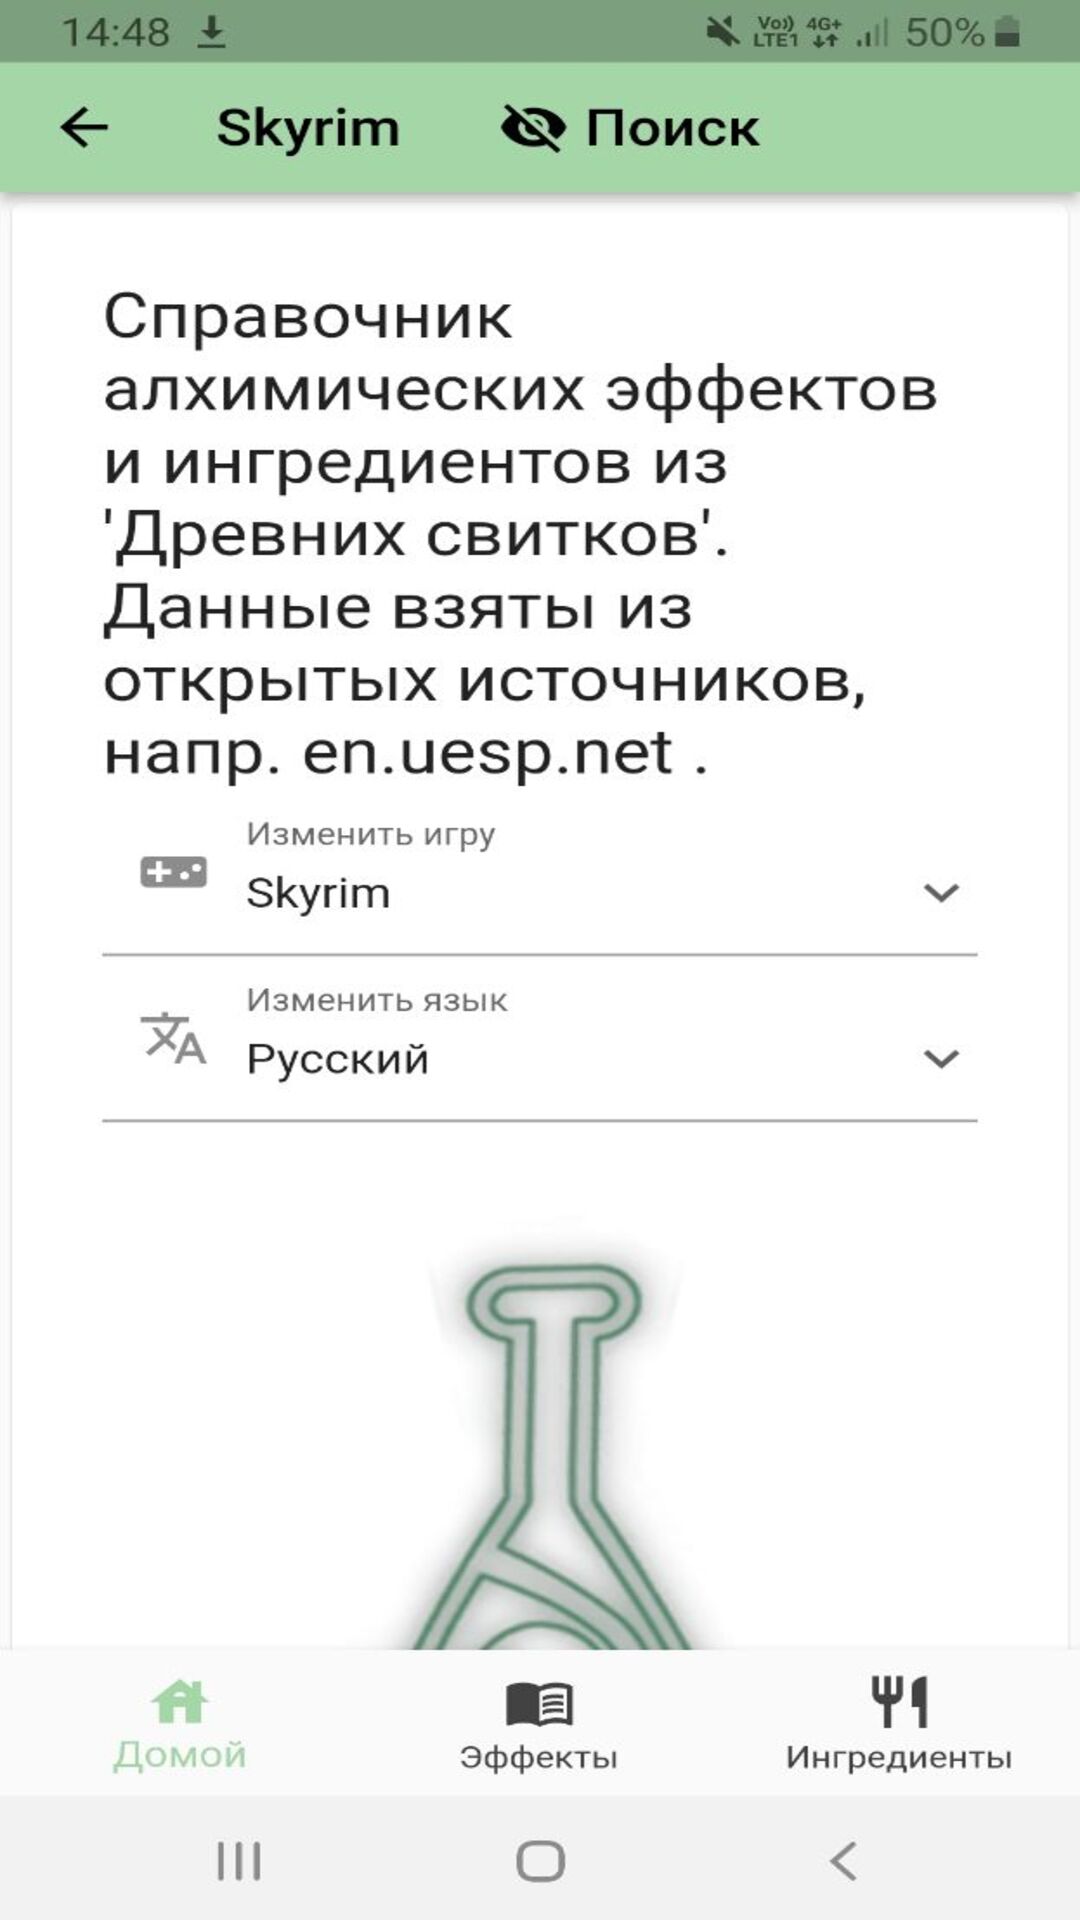 14:48
Vo)) LTE1 4G+ 50%
Skyrim Поиск
Справочник
алхимических эффектов
и ингредиентов из
'Древних свитков'.
Данные взяты из
открытых источников,
напр. en.uesp.net .
Изменить игру
Skyrim
Изменить язык
Русский
Домой Эффекты Ингредиенты